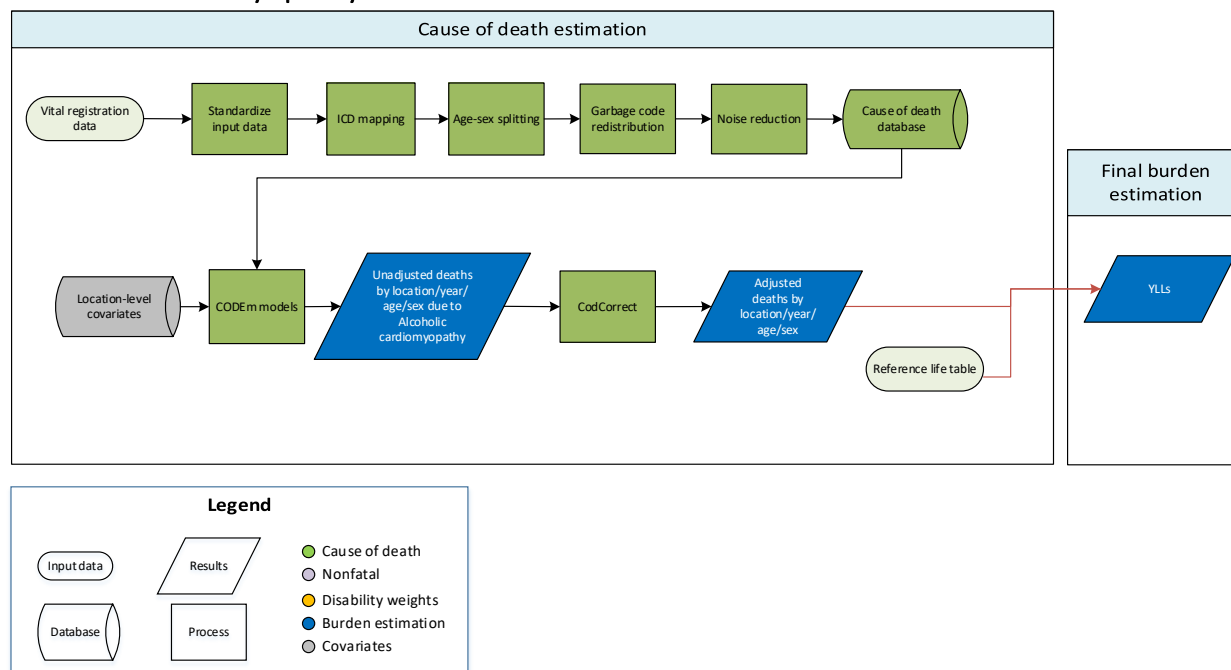 Cause of death estimation
Vital registration
data
Standardize
input data
ICD mapping
Age-sex splitting
Garbage code
redistribution
Noise reduction
Cause of death
database
Final burden
estimation
Location-level
covariates
CODEm models
Unadjusted deaths
by location/year/
age/sex due to
Alcoholic
cardiomyopathy
CodCorrect
Adjusted
deaths by
location/year/
age/sex
YLLs
Reference life table
Legend
Input data
Results
Database
Process
Cause of death
Nonfatal
Disability weights
Burden estimation
Covariates